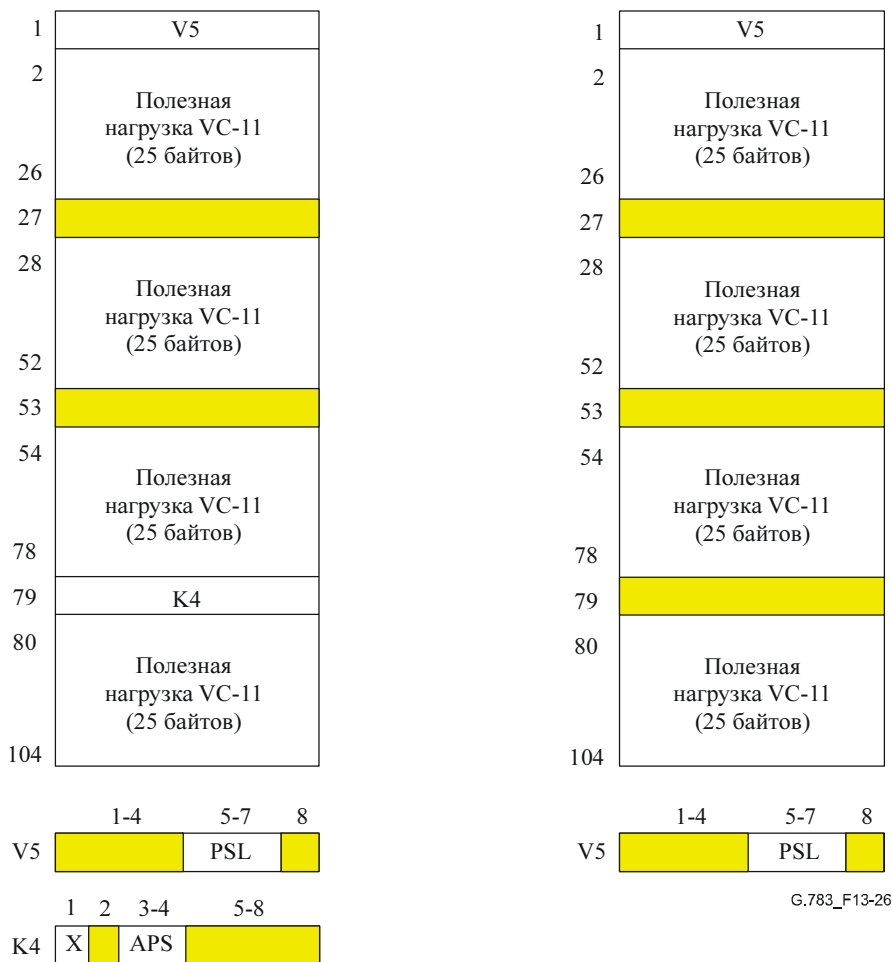 1
V5
2
Полезная
нагрузка VC-11
(25 байтов)
26
27
28
Полезная
нагрузка VC-11
(25 байтов)
52
53
54
Полезная
нагрузка VC-11
(25 байтов)
78
79
K4
80
Полезная
нагрузка VC-11
(25 байтов)
104
1-4 5-7 8
V5 PSL
1 2 3-4 5-8
K4 X APS
1
V5
2
Полезная
нагрузка VC-11
(25 байтов)
26
27
28
Полезная
нагрузка VC-11
(25 байтов)
52
53
54
Полезная
нагрузка VC-11
(25 байтов)
78
79
80
Полезная
нагрузка VC-11
(25 байтов)
104
1-4 5-7 8
V5 PSL
G.783_F13-26